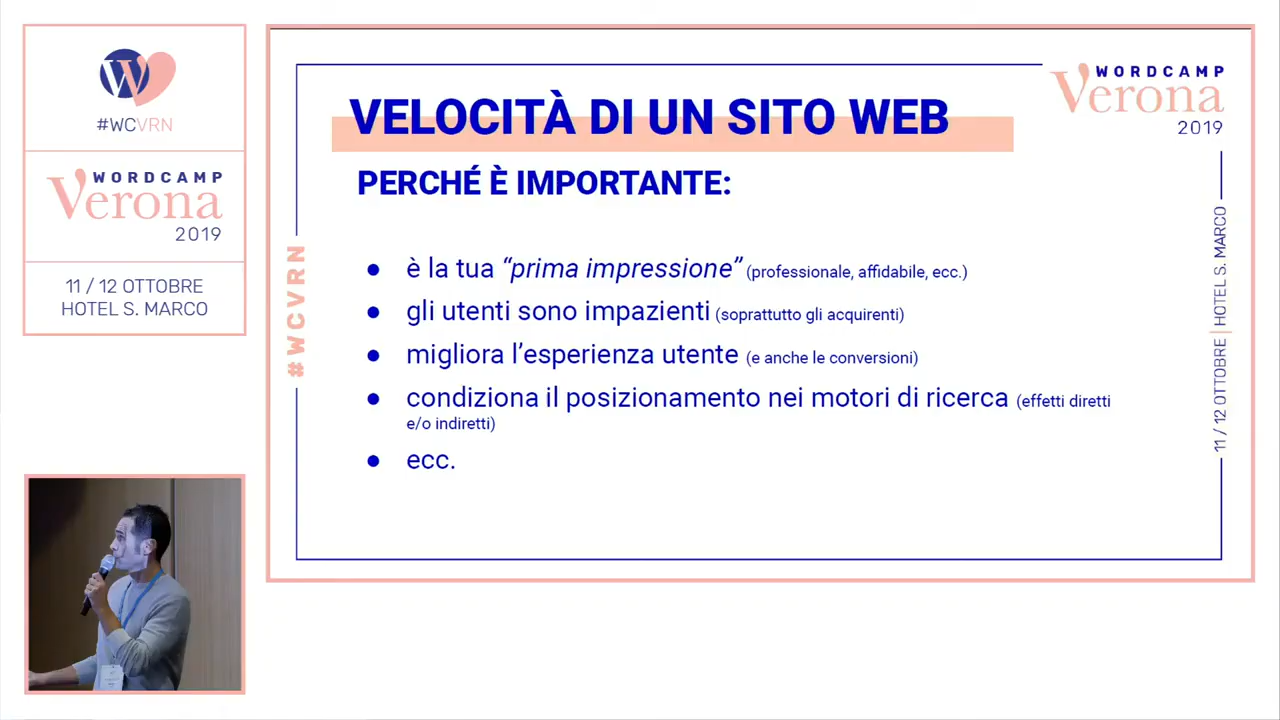 #WCVRN
WORDCAMP
Verona
2019
11 / 12 OTTOBRE
HOTEL S. MARCO
VELOCITÀ DI UN SITO WEB
PERCHÉ È IMPORTANTE:
● è la tua “prima impressione” (professionale, affidabile, ecc.)
● gli utenti sono impazienti (soprattutto gli acquirenti)
● migliora l’esperienza utente (e anche le conversioni)
● condiziona il posizionamento nei motori di ricerca (effetti diretti
e/o indiretti)
● ecc.
#WCVRN
WORDCAMP
Verona
2019
11 / 12 OTTOBRE | HOTEL S. MARCO